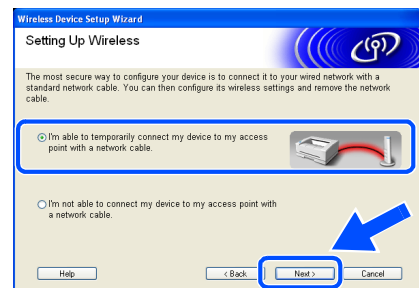 Wireless Device Setup Wizard
Setting Up Wireless
The most secure way to configure your device is to connect it to your wired network with a
standard network cable. You can then configure its wireless settings and remove the network
cable.
I'm able to temporarily connect my device to my access
point with a network cable.
I'm not able to connect my device to my access point with
a network cable.
Help
< Back
Next >
Cancel